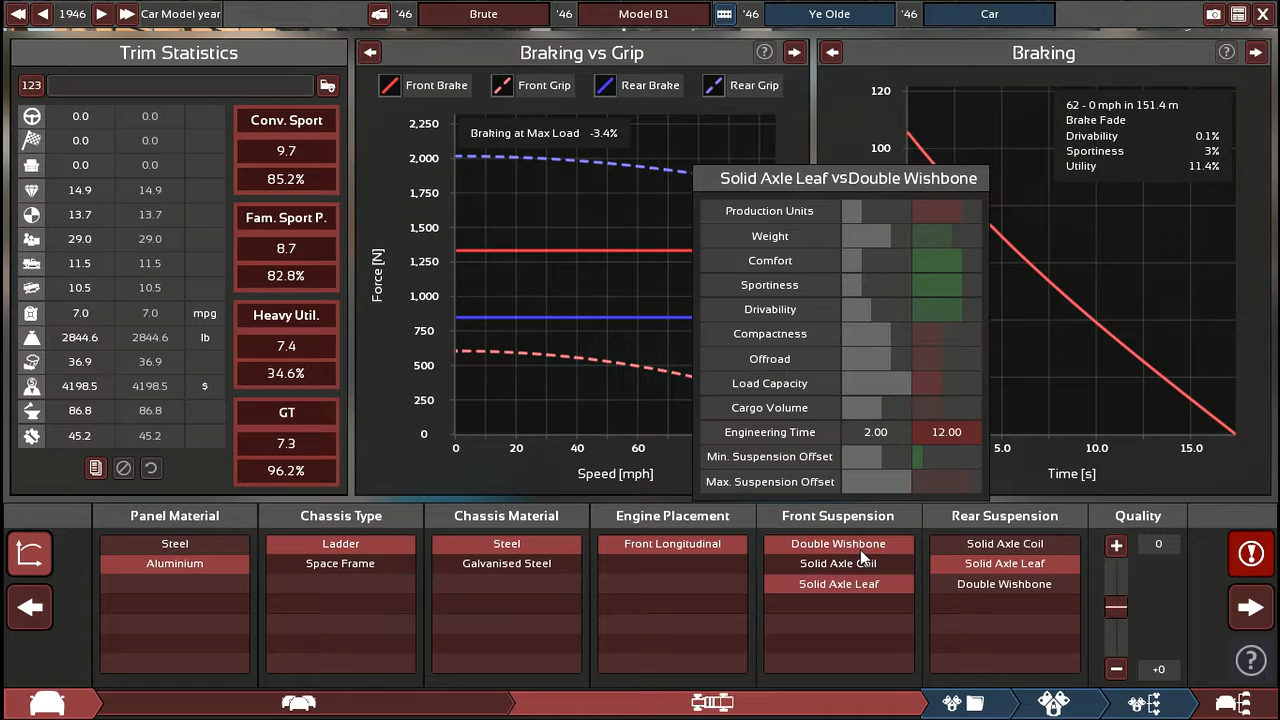 1946 Car Model year '46 Brute '46 Model B1 '46 Ye Olde '46 Car X
Trim Statistics
123
0.0 0.0
0.0 0.0
0.0 0.0
14.9 14.9
13.7 13.7
29.0 29.0
11.5 11.5
10.5 10.5
7.0 7.0 mpg
2844.6 2844.6 lb
36.9 36.9
4198.5 4198.5 $
86.8 86.8
45.2 45.2
Conv. Sport
9.7
85.2%
Fam. Sport P.
8.7
82.8%
Heavy Util.
7.4
34.6%
GT
7.3
96.2%
Braking vs Grip ?
Front Brake Front Grip Rear Brake Rear Grip
Braking at Max Load -3.4%
Force [N]
2,250
2,000
1,750
1,500
1,250
1,000
750
500
250
0
0 20 40 60
Speed [mph]
Braking ?
120
100
62 - 0 mph in 151.4 m
Brake Fade
Drivability 0.1%
Sportiness 3%
Utility 11.4%
5.0 10.0 15.0
Time [s]
Solid Axle Leaf vsDouble Wishbone
Production Units
Weight
Comfort
Sportiness
Drivability
Compactness
Offroad
Load Capacity
Cargo Volume
Engineering Time 2.00 12.00
Min. Suspension Offset
Max. Suspension Offset
Panel Material
Steel
Aluminium
Chassis Type
Ladder
Space Frame
Chassis Material
Steel
Galvanised Steel
Engine Placement
Front Longitudinal
Front Suspension
Double Wishbone
Solid Axle Coil
Solid Axle Leaf
Rear Suspension
Solid Axle Coil
Solid Axle Leaf
Double Wishbone
Quality
+ 0
- +0
!
?